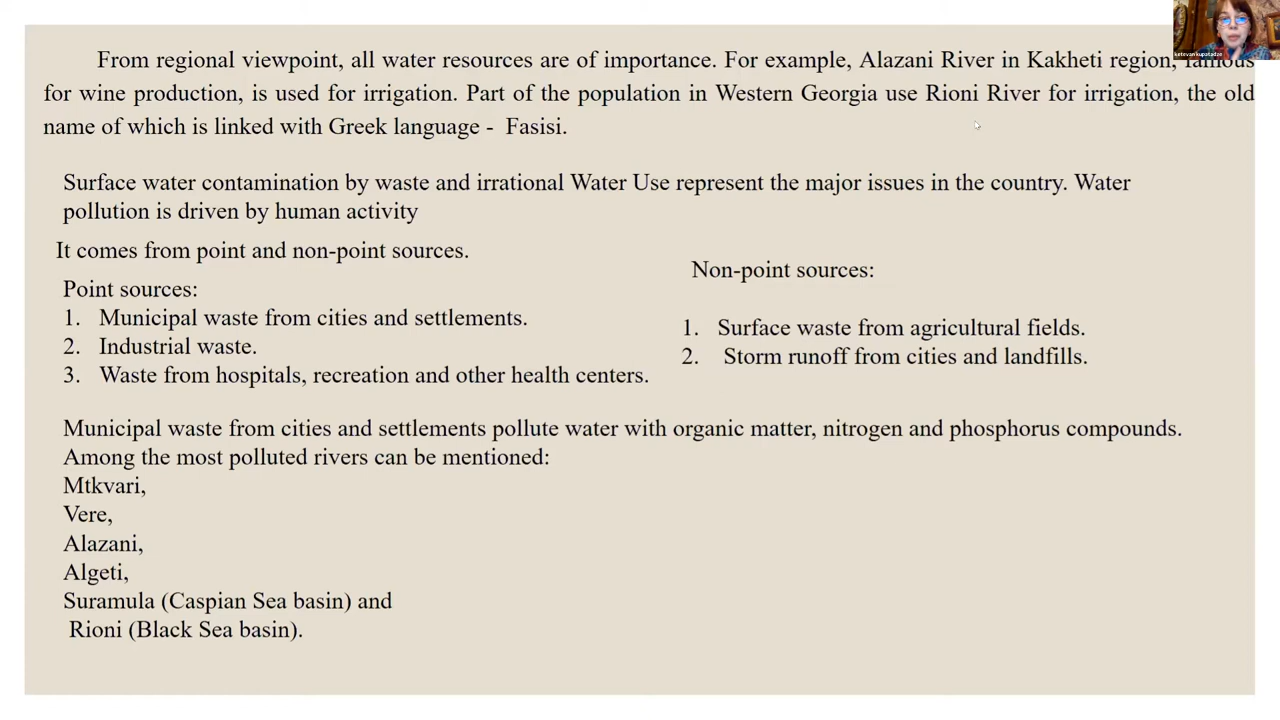 ketevan kupatadze
From regional viewpoint, all water resources are of importance. For example, Alazani River in Kakheti region, famous
for wine production, is used for irrigation. Part of the population in Western Georgia use Rioni River for irrigation, the old
name of which is linked with Greek language - Fasisi.
Surface water contamination by waste and irrational Water Use represent the major issues in the country. Water
pollution is driven by human activity
It comes from point and non-point sources.
Point sources:
1. Municipal waste from cities and settlements.
2. Industrial waste.
3. Waste from hospitals, recreation and other health centers.
Non-point sources:
1. Surface waste from agricultural fields.
2. Storm runoff from cities and landfills.
Municipal waste from cities and settlements pollute water with organic matter, nitrogen and phosphorus compounds.
Among the most polluted rivers can be mentioned:
Mtkvari,
Vere,
Alazani,
Algeti,
Suramula (Caspian Sea basin) and
Rioni (Black Sea basin).